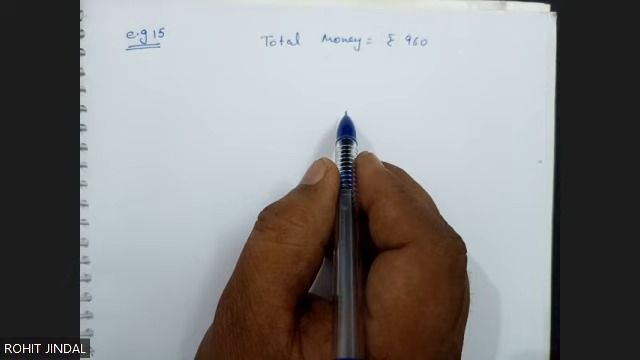 e.g 15
Total Money = ₹ 960
ROHIT JINDAL